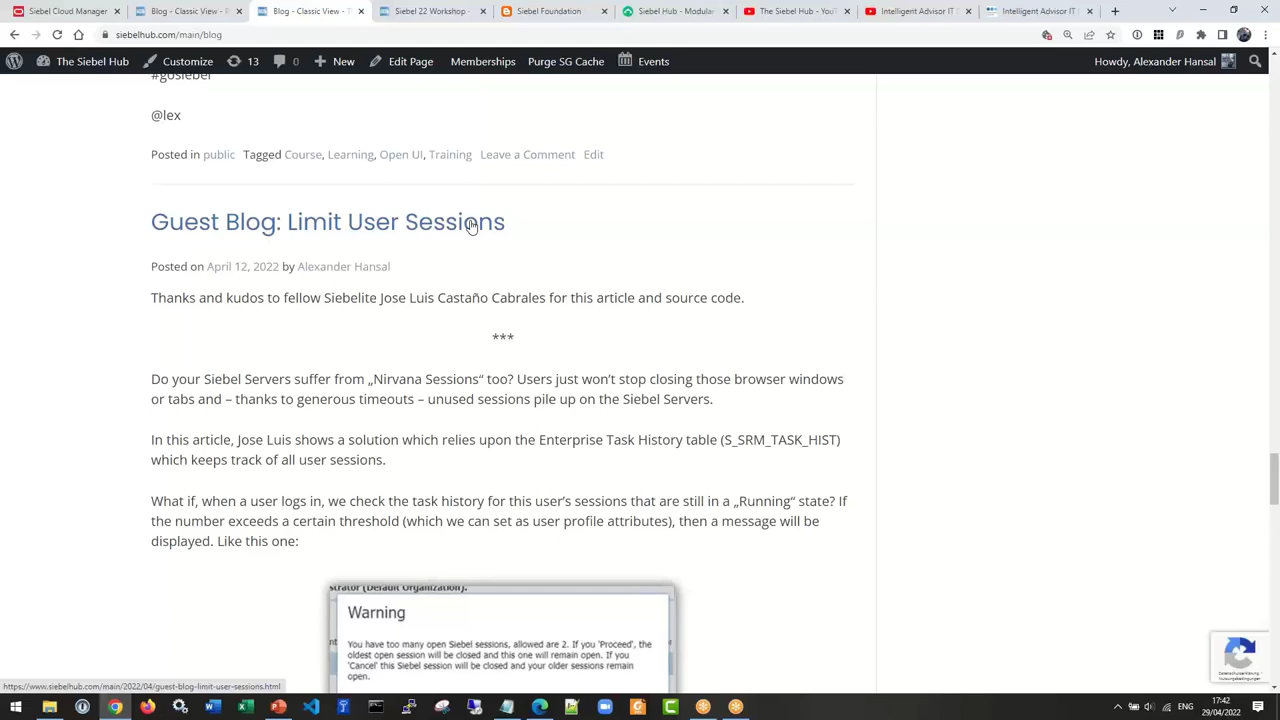 Siebel Cloud Manager
Blog - Classic View - 
Blog - Classic View - 
Siebel 22 Workshop -
Siebel Foundation
Siebel Hub - Modular
The Siebel Hub - YouT
Intelligent Advisor IT 
Intelligent Advisor IT 
siebelhub.com/main/blog
The Siebel Hub
Customize
13
0
New
Edit Page
Memberships
Purge SG Cache
Events
Howdy, Alexander Hansal
#gosiebel
@lex
Posted in public Tagged Course, Learning, Open UI, Training Leave a Comment Edit
Guest Blog: Limit User Sessions
Posted on April 12, 2022 by Alexander Hansal
Thanks and kudos to fellow Siebelite Jose Luis Castaño Cabrales for this article and source code.
***
Do your Siebel Servers suffer from „Nirvana Sessions“ too? Users just won’t stop closing those browser windows
or tabs and – thanks to generous timeouts – unused sessions pile up on the Siebel Servers.
In this article, Jose Luis shows a solution which relies upon the Enterprise Task History table (S_SRM_TASK_HIST)
which keeps track of all user sessions.
What if, when a user logs in, we check the task history for this user’s sessions that are still in a „Running“ state? If
the number exceeds a certain threshold (which we can set as user profile attributes), then a message will be
displayed. Like this one:
strator (Default Organization).
Warning
You have too many open Siebel sessions, allowed are 2. If you 'Proceed', the
oldest open session will be closed and this one will remain open. If you
'Cancel' this Siebel session will be closed and your older sessions remain
open.
Datenschutzerklärung -
Nutzungsbedingungen
https://www.siebelhub.com/main/2022/04/guest-blog-limit-user-sessions.html
ENG
17:42
29/04/2022